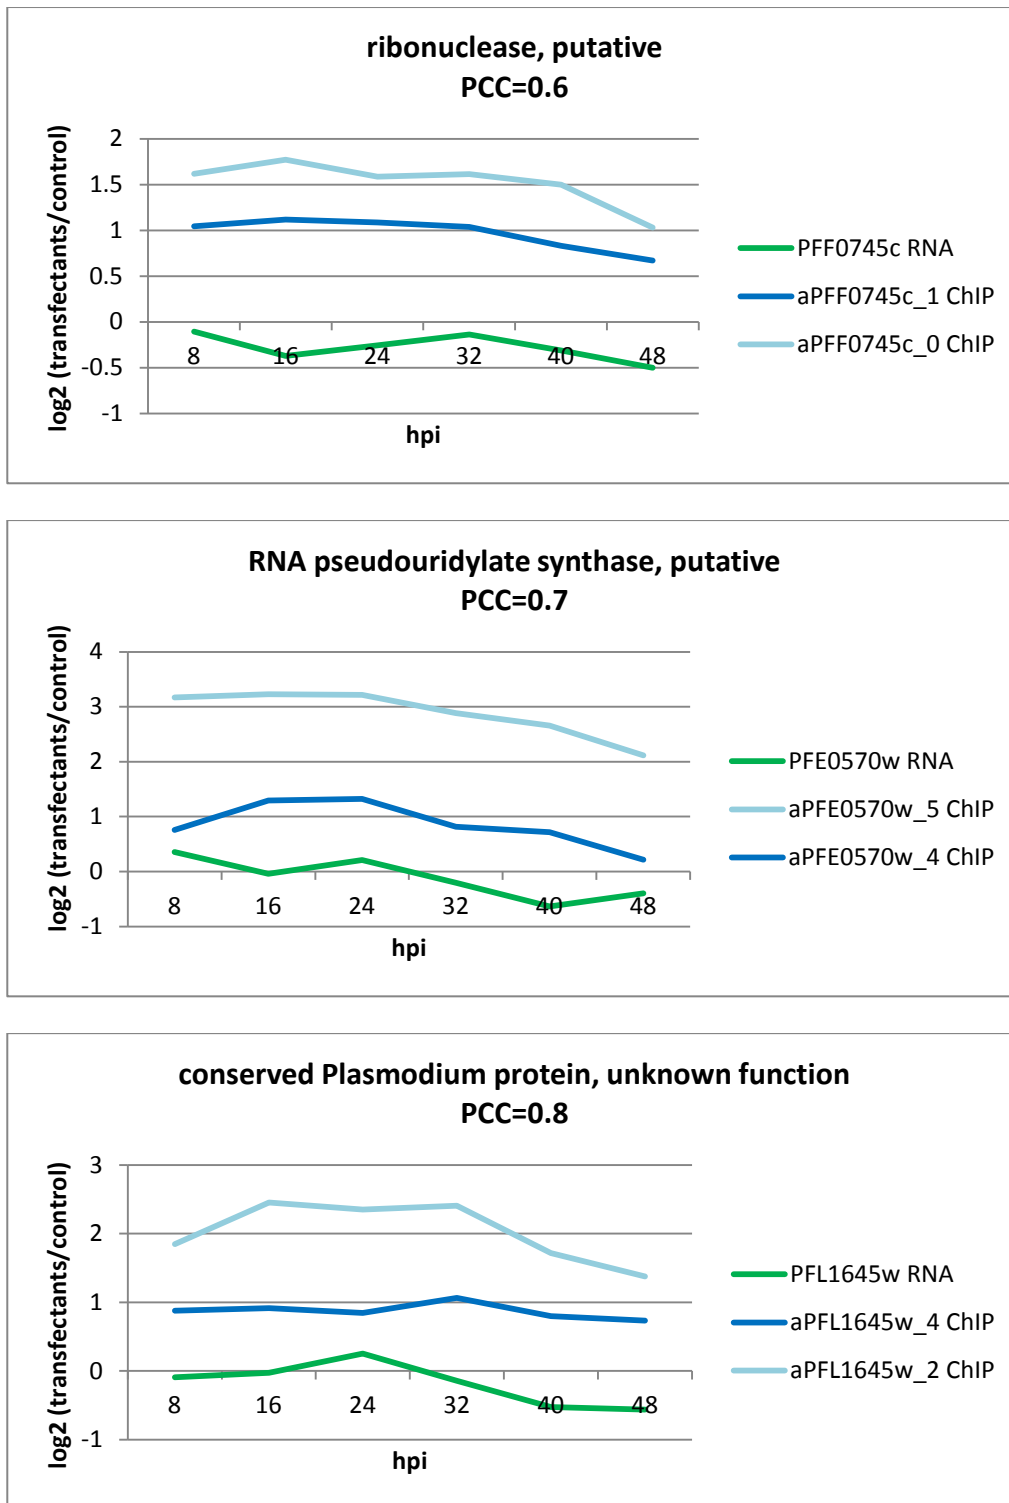 ribonuclease, putative
PCC=0.6
log2 (transfectants/control)
2
1.5
1
0.5
0
-0.5
-1
8 16 24 32 40 48
hpi
PFF0745c RNA
aPFF0745c_1 ChIP
aPFF0745c_0 ChIP
RNA pseudouridylate synthase, putative
PCC=0.7
log2 (transfectants/control)
4
3
2
1
0
-1
8 16 24 32 40 48
hpi
PFE0570w RNA
aPFE0570w_5 ChIP
aPFE0570w_4 ChIP
conserved Plasmodium protein, unknown function
PCC=0.8
log2 (transfectants/control)
3
2
1
0
-1
8 16 24 32 40 48
hpi
PFL1645w RNA
aPFL1645w_4 ChIP
aPFL1645w_2 ChIP